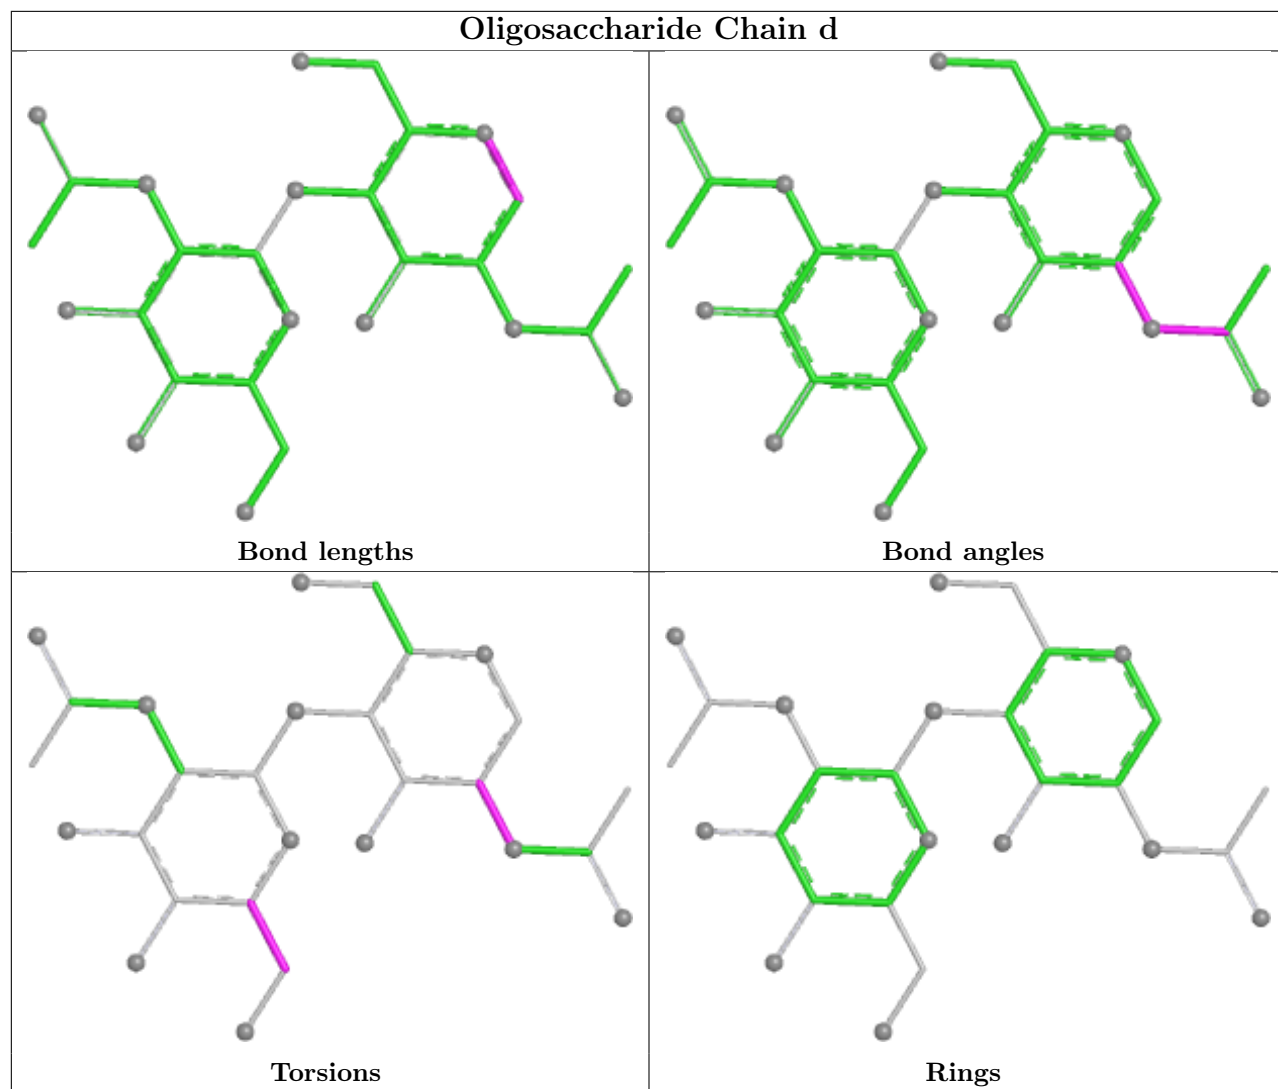 Oligosaccharide Chain d
Bond lengths
Bond angles
Torsions
Rings